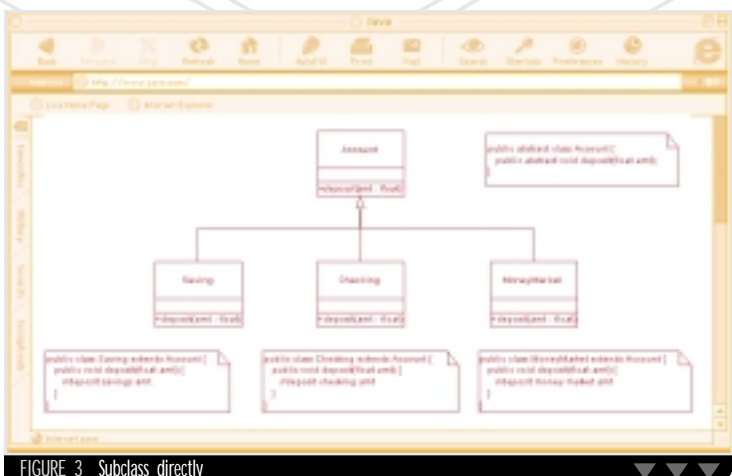 Java
Back Forward Stop Refresh Home AutoFill Print Mail Search Shortcuts Preferences History
http://www.java.com/
Live Home Page Internet Explorer
Favorites
History
Search
Scrapbook
Account
+deposit(amt : float)
public abstract class Account {
public abstract void deposit(float amt);
}
Saving
+deposit(amt : float)
Checking
+deposit(amt : float)
MoneyMarket
+deposit(amt : float)
public class Saving extends Account {
public void deposit(float amt){
//deposit savings amt
}
}
public class Checking extends Account {
public void deposit(float amt) {
//deposit checking amt
}
}
public class MoneyMarket extends Account {
public void deposit(float amt){
//deposit money market amt
}
}
Internet zone
FIGURE 3 Subclass directly